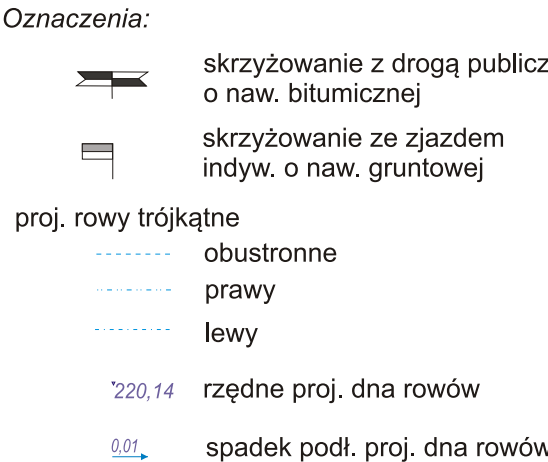 Oznaczenia:
skrzyżowanie z drogą publicz
o naw. bitumicznej
skrzyżowanie ze zjazdem
indyw. o naw. gruntowej
proj. rowy trójkątne
obustronne
prawy
lewy
220,14 rzędne proj. dna rowów
0,01 spadek podł. proj. dna rowów